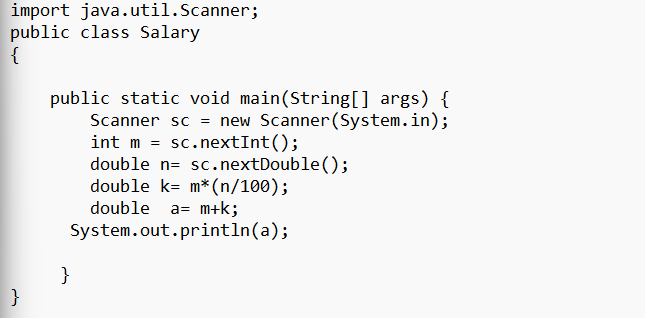 import java.util.Scanner;
public class Salary
{
public static void main(String[] args) {
Scanner sc = new Scanner(System.in);
int m = sc.nextInt();
double n= sc.nextDouble();
double k= m*(n/100);
double  a= m+k;
System.out.println(a);
}
}